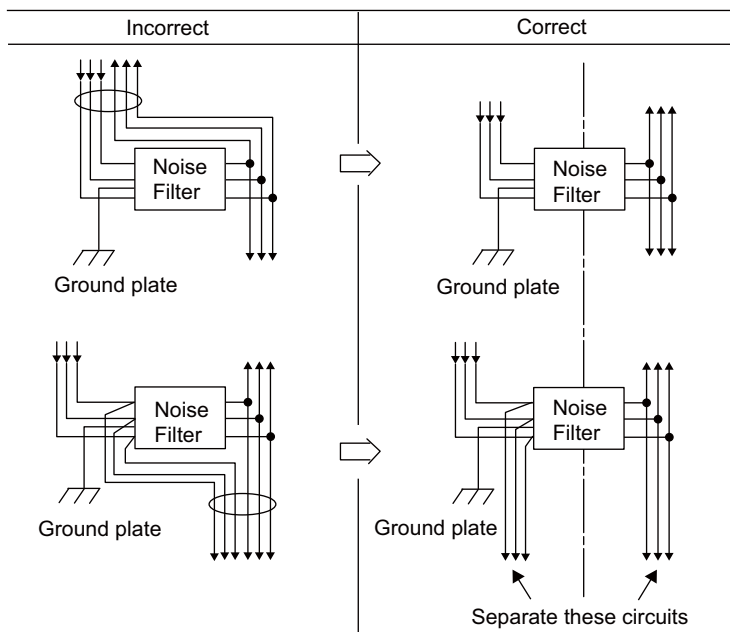 Incorrect
Correct
Noise
Filter
Ground plate
Noise
Filter
Ground plate
Noise
Filter
Ground plate
Noise
Filter
Ground plate
Separate these circuits